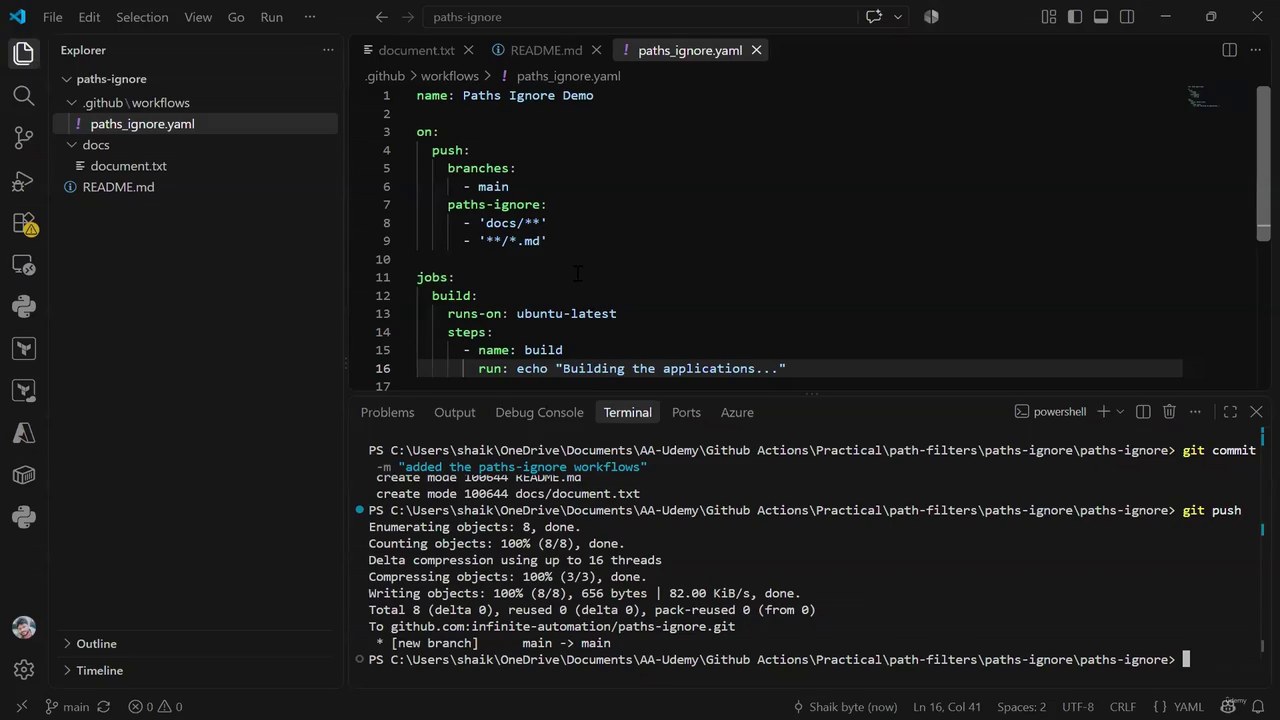 File Edit Selection View Go Run ··· paths-ignore
Explorer ···
paths-ignore
.github\workflows
! paths_ignore.yaml
docs
document.txt
README.md
Outline
Timeline
document.txt README.md ! paths_ignore.yaml ···
.github > workflows > ! paths_ignore.yaml
1 name: Paths Ignore Demo
2
3 on:
4 push:
5 branches:
6 - main
7 paths-ignore:
8 - 'docs/**'
9 - '**/*.md'
10
11 jobs:
12 build:
13 runs-on: ubuntu-latest
14 steps:
15 - name: build
16 run: echo "Building the applications..."
17
Problems Output Debug Console Terminal Ports Azure powershell ···
PS C:\Users\shaik\OneDrive\Documents\AA-Udemy\Github Actions\Practical\path-filters\paths-ignore\paths-ignore> git commit
-m "added the paths-ignore workflows"
create mode 100644 README.md
create mode 100644 docs/document.txt
PS C:\Users\shaik\OneDrive\Documents\AA-Udemy\Github Actions\Practical\path-filters\paths-ignore\paths-ignore> git push
Enumerating objects: 8, done.
Counting objects: 100% (8/8), done.
Delta compression using up to 16 threads
Compressing objects: 100% (3/3), done.
Writing objects: 100% (8/8), 656 bytes | 82.00 KiB/s, done.
Total 8 (delta 0), reused 0 (delta 0), pack-reused 0 (from 0)
To github.com:infinite-automation/paths-ignore.git
* [new branch] main -> main
PS C:\Users\shaik\OneDrive\Documents\AA-Udemy\Github Actions\Practical\path-filters\paths-ignore\paths-ignore>
main 0 0 Shaik byte (now) Ln 16, Col 41 Spaces: 2 UTF-8 CRLF { } YAML
Udemy